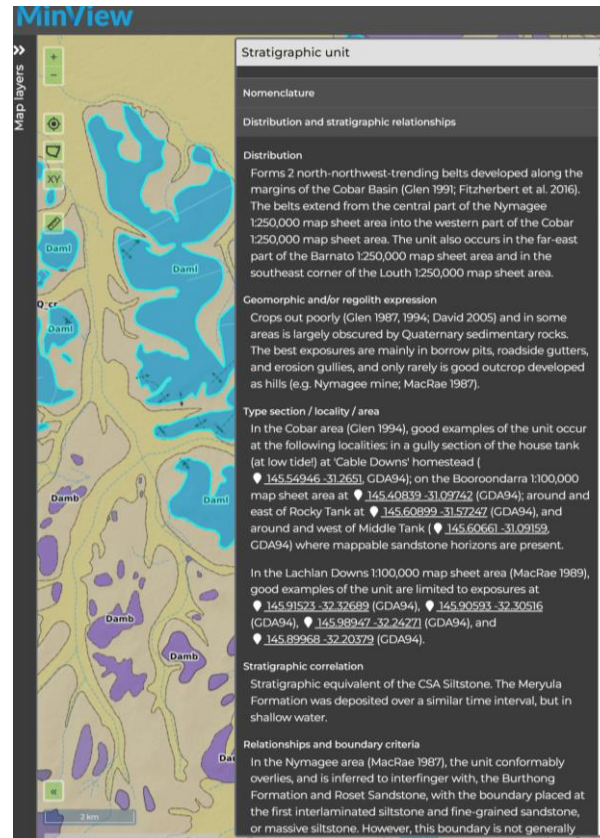 MinView
Map layers
Stratigraphic unit
Nomenclature
Distribution and stratigraphic relationships
Distribution
Forms 2 north-northwest-trending belts developed along the
margins of the Cobar Basin (Glen 1991; Fitzherbert et al. 2016).
The belts extend from the central part of the Nymagee
1:250,000 map sheet area into the western part of the Cobar
1:250,000 map sheet area. The unit also occurs in the far-east
part of the Barnato 1:250,000 map sheet area and in the
southeast corner of the Louth 1:250,000 map sheet area.
Geomorphic and/or regolith expression
Crops out poorly (Glen 1987, 1994; David 2005) and in some
areas is largely obscured by Quaternary sedimentary rocks.
The best exposures are mainly in borrow pits, roadside gutters,
and erosion gullies, and only rarely is good outcrop developed
as hills (e.g. Nymagee mine; MacRae 1987).
Type section / locality / area
In the Cobar area (Glen 1994), good examples of the unit occur
at the following localities: in a gully section of the house tank
(at low tide!) at 'Cable Downs' homestead (
145.54946 -31.2651, GDA94); on the Booroondarra 1:100,000
map sheet area at 145.40839 -31.09742 (GDA94); around and
east of Rocky Tank at 145.60899 -31.57247 (GDA94), and
around and west of Middle Tank ( 145.60661 -31.09159,
GDA94) where mappable sandstone horizons are present.
In the Lachlan Downs 1:100,000 map sheet area (MacRae 1989),
good examples of the unit are limited to exposures at
145.91523 -32.32689 (GDA94), 145.90593 -32.30516
(GDA94), 145.98947 -32.24271 (GDA94), and
145.89968 -32.20379 (GDA94).
Stratigraphic correlation
Stratigraphic equivalent of the CSA Siltstone. The Meryula
Formation was deposited over a similar time interval, but in
shallow water.
Relationships and boundary criteria
In the Nymagee area (MacRae 1987), the unit conformably
overlies, and is inferred to interfinger with, the Burthong
Formation and Roset Sandstone, with the boundary placed at
the first interlaminated siltstone and fine-grained sandstone,
or massive siltstone. However, this boundary is not generally
XY
Daml
Daml
Q_cr
Daml
Daml
Damb
Damb
Damb
Da
2 km